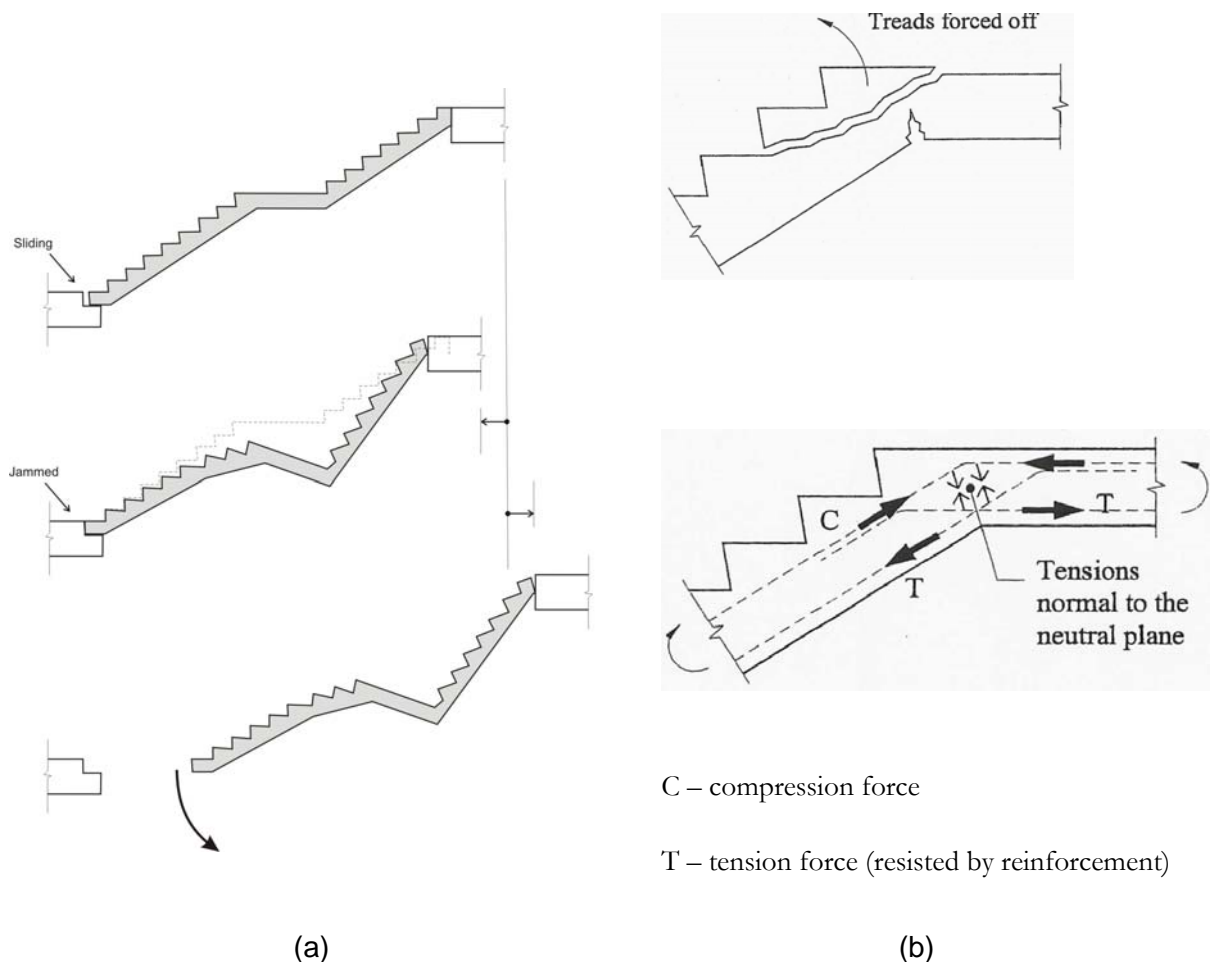 Sliding
Jammed
(a)
Treads forced off
C
T
T
Tensions
normal to the
neutral plane
C – compression force
T – tension force (resisted by reinforcement)
(b)